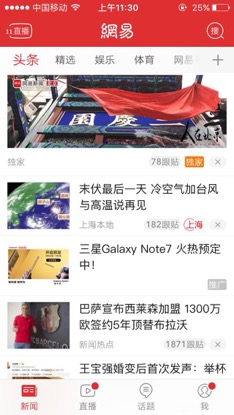 中国移动
上午11:30
25%
直播
網易
搜
头条
精选
娱乐
体育
网易
+
独家
78跟贴
独家
末伏最后一天 冷空气加台风
与高温说再见
上海本地
182跟贴
上海
三星Galaxy Note7 火热预定
中!
推广
巴萨宣布西莱森加盟 1300万
欧签约5年顶替布拉沃
新闻热点
1871跟贴
王宝强婚变后首次发声：举杯
新闻
直播
话题
我